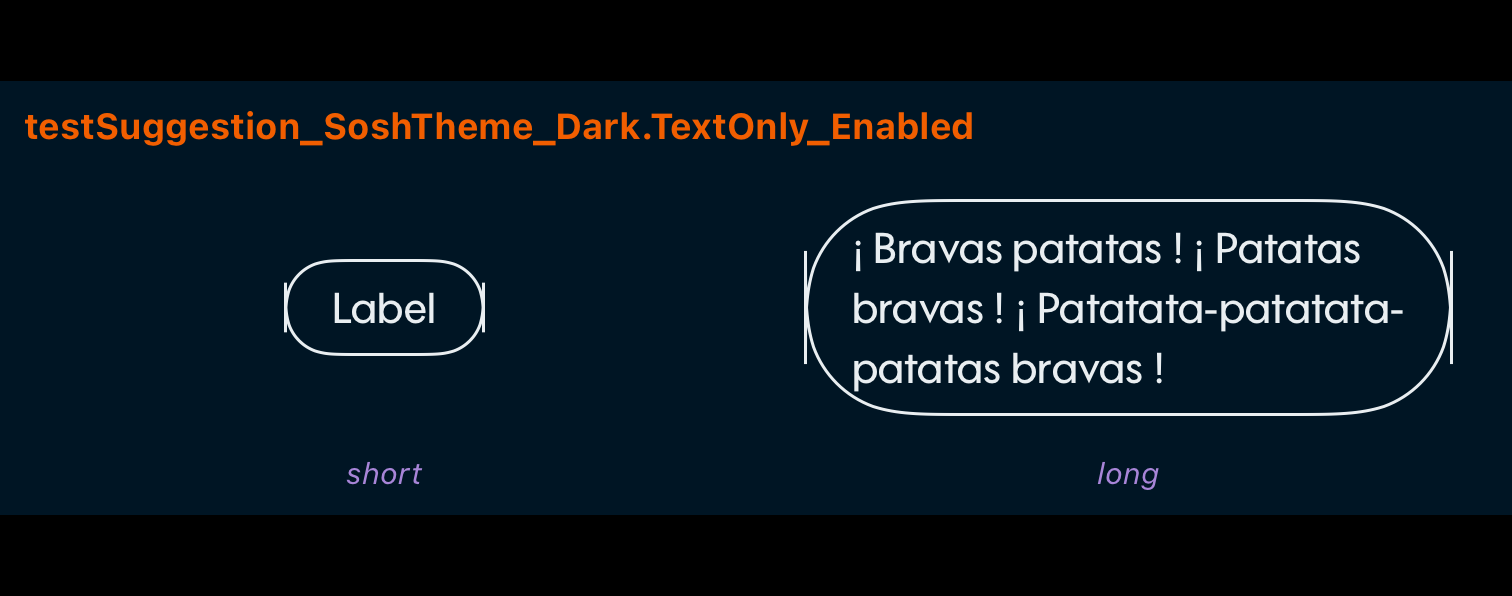 testSuggestion_SoshTheme_Dark.TextOnly_Enabled
Label
¡ Bravas patatas ! ¡ Patatas
bravas ! ¡ Patatata-patatata-
patatas bravas !
short
long